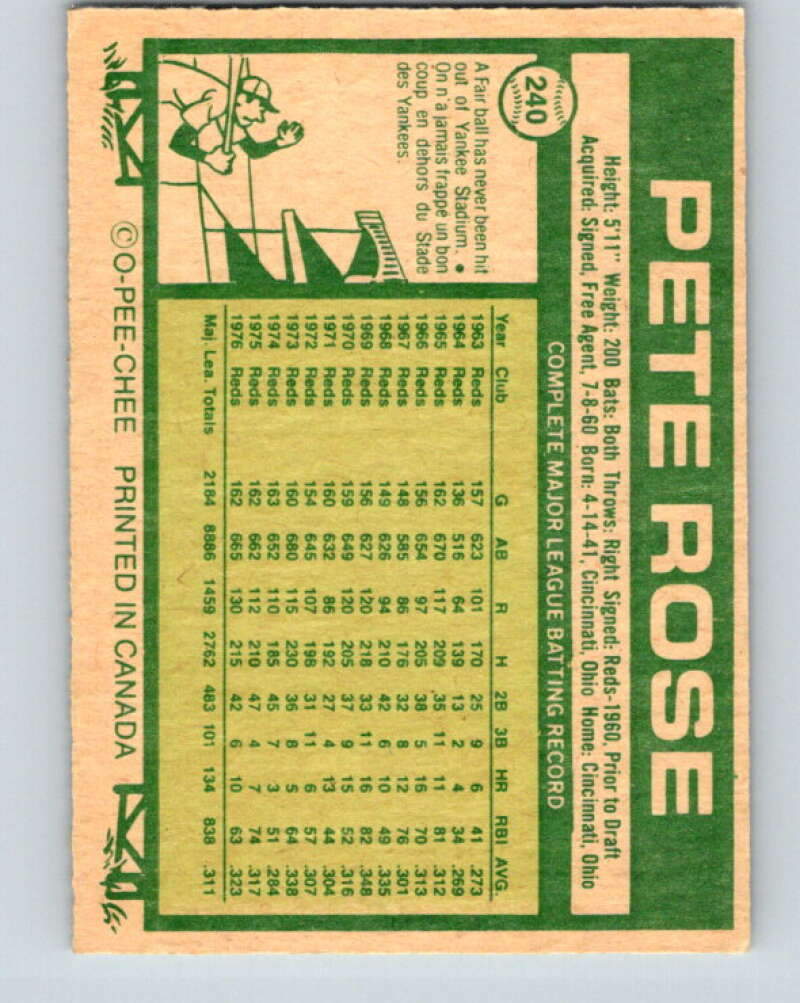 240
PETE ROSE
Height: 5'11" Weight: 200 Bats: Both Throws: Right Signed: Reds-1960, Prior to Draft
Acquired: Signed, Free Agent, 7-8-60 Born: 4-14-41, Cincinnati, Ohio Home: Cincinnati, Ohio
COMPLETE MAJOR LEAGUE BATTING RECORD
A Fair ball has never been hit
out of Yankee Stadium. •
On n'a jamais frappé un bon
coup en dehors du Stade
des Yankees.
Year Club G AB R H 2B 3B HR RBI AVG.
1963 Reds 157 623 101 170 25 9 6 41 .273
1964 Reds 136 516 64 139 13 2 4 34 .269
1965 Reds 162 670 117 209 35 11 11 81 .312
1966 Reds 156 654 97 205 38 5 16 70 .313
1967 Reds 148 585 86 176 32 8 12 76 .301
1968 Reds 149 626 94 210 42 6 10 49 .335
1969 Reds 156 627 120 218 33 11 16 82 .348
1970 Reds 159 649 120 205 37 9 15 52 .316
1971 Reds 160 632 86 192 27 4 13 44 .304
1972 Reds 154 645 107 198 31 11 6 57 .307
1973 Reds 160 680 115 230 36 8 5 64 .338
1974 Reds 163 652 110 185 45 7 3 51 .284
1975 Reds 162 662 112 210 47 4 7 74 .317
1976 Reds 162 665 130 215 42 6 10 63 .323
Maj. Lea. Totals 2184 8886 1459 2762 483 101 134 838 .311
©O-PEE-CHEE PRINTED IN CANADA